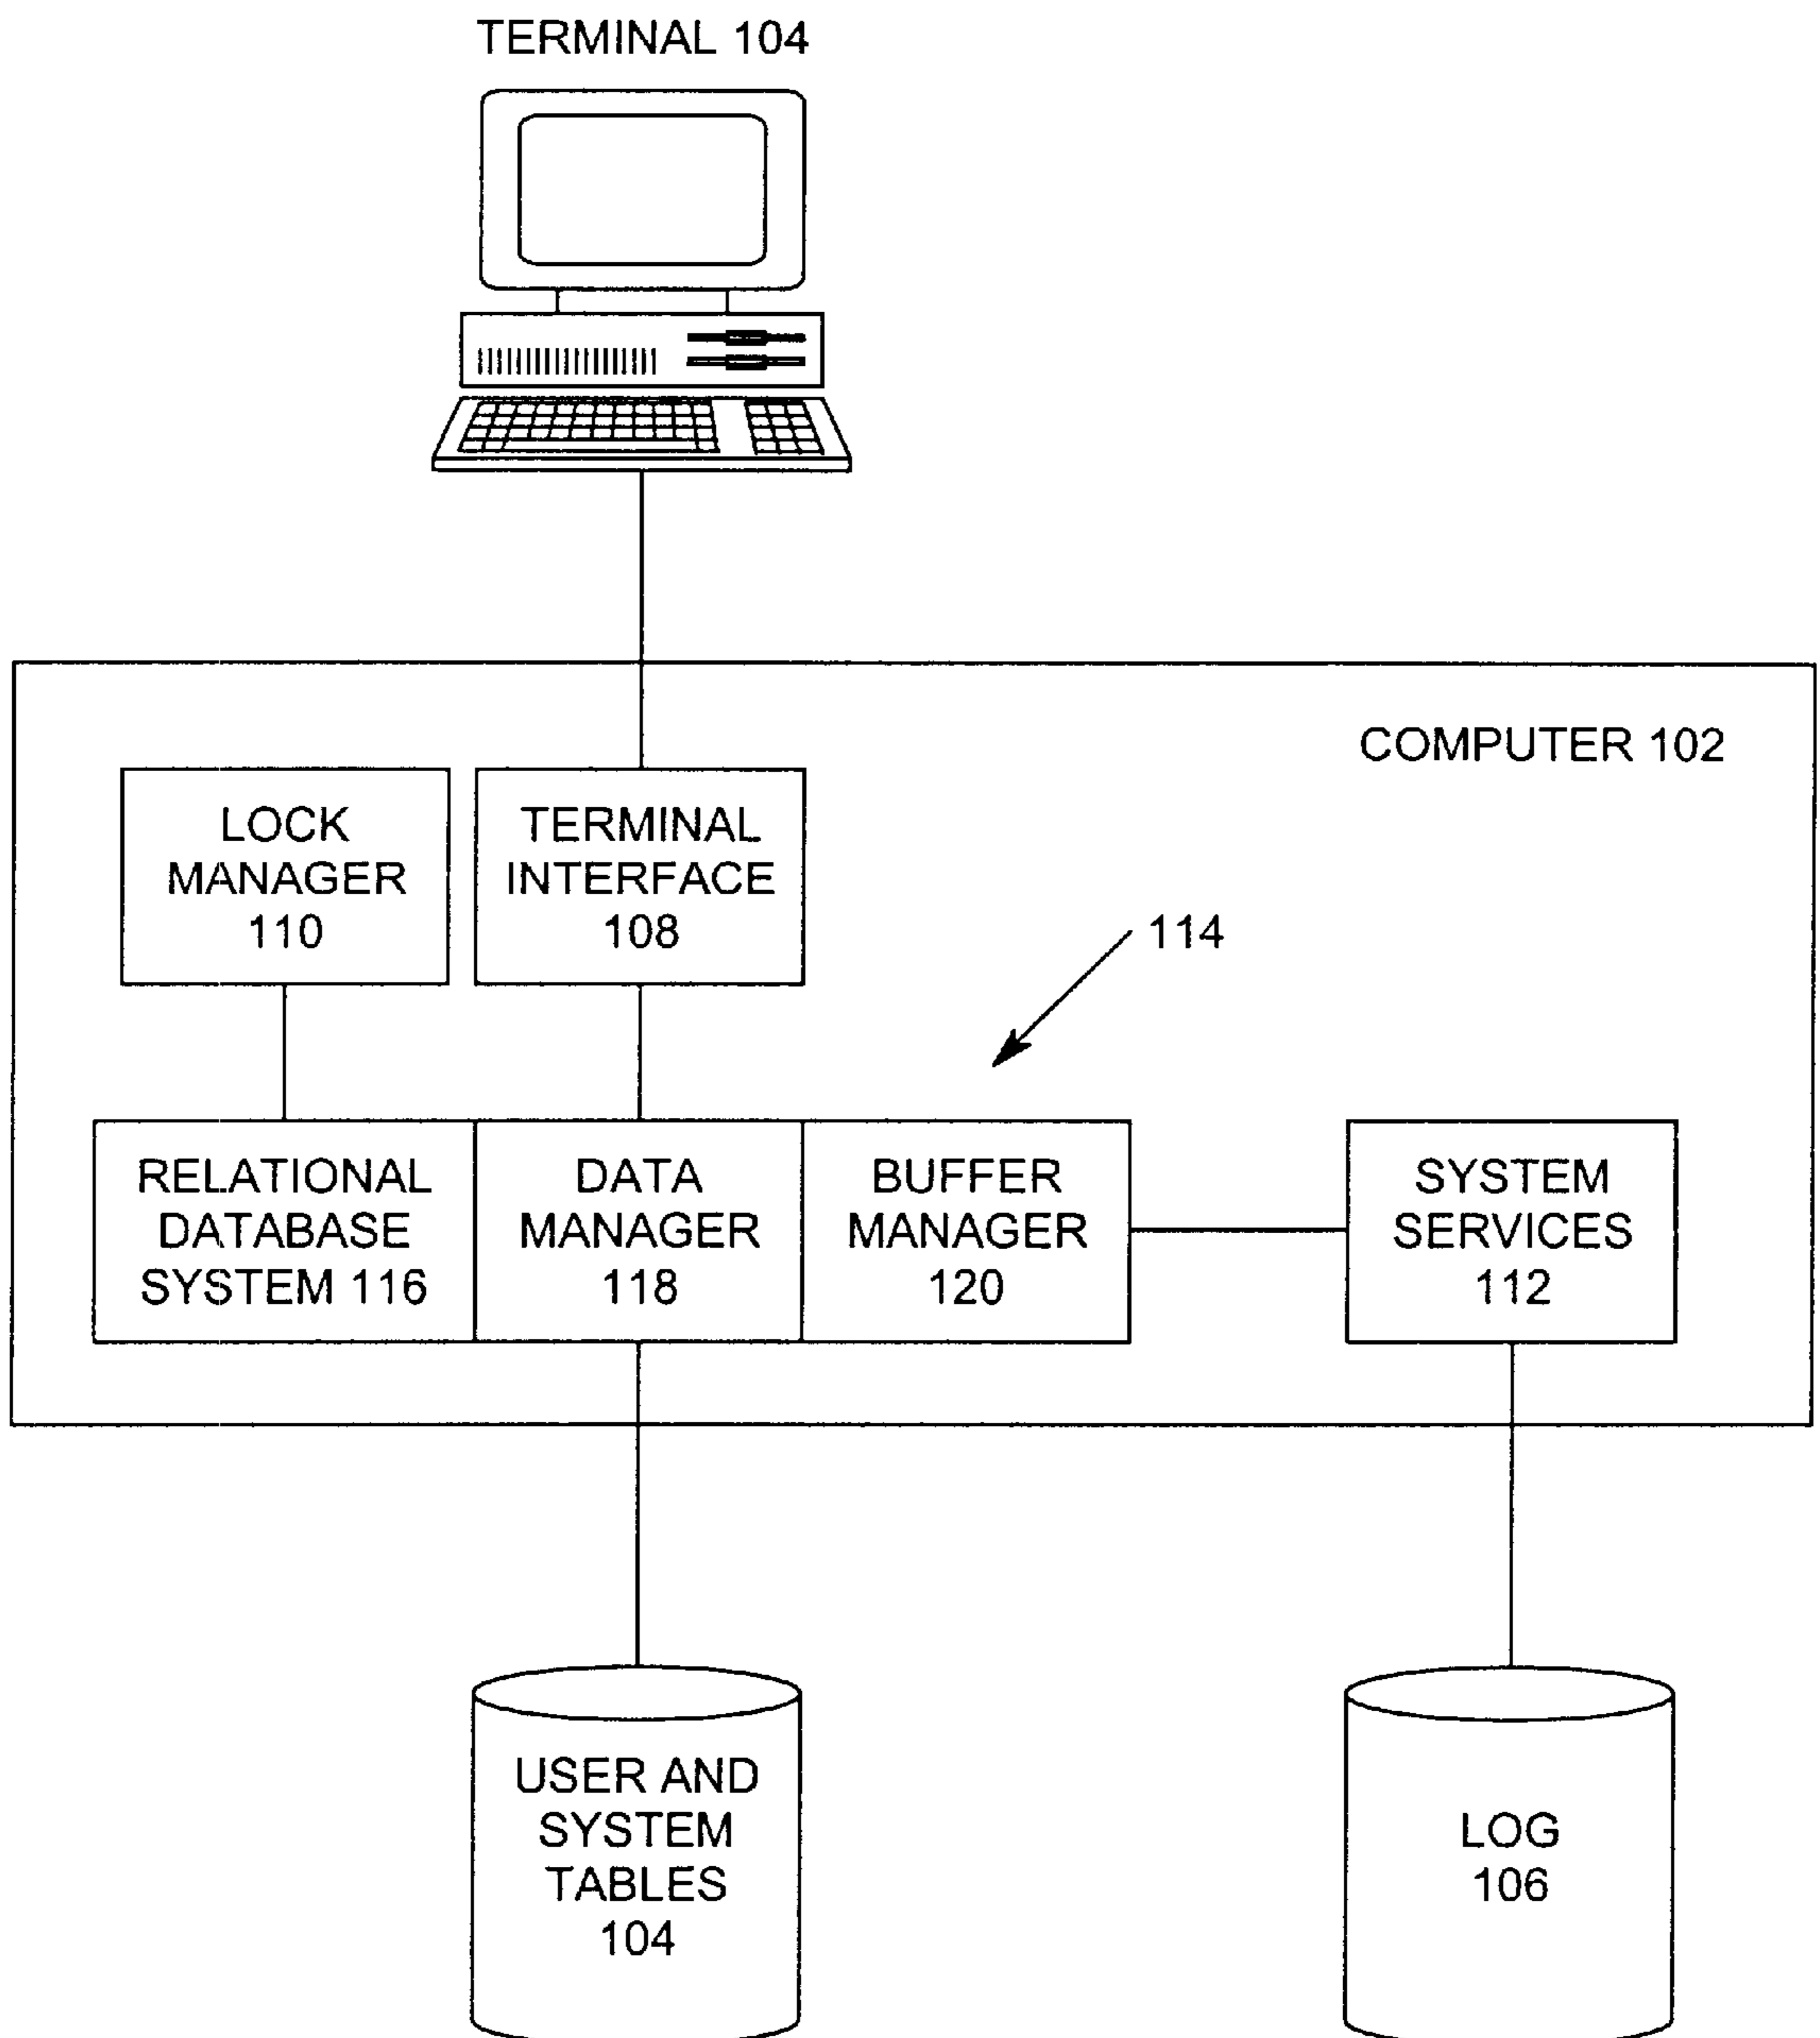 TERMINAL 104
COMPUTER 102
LOCK
MANAGER
110
TERMINAL
INTERFACE
108
114
RELATIONAL
DATABASE
SYSTEM 116
DATA
MANAGER
118
BUFFER
MANAGER
120
SYSTEM
SERVICES
112
USER AND
SYSTEM
TABLES
104
LOG
106